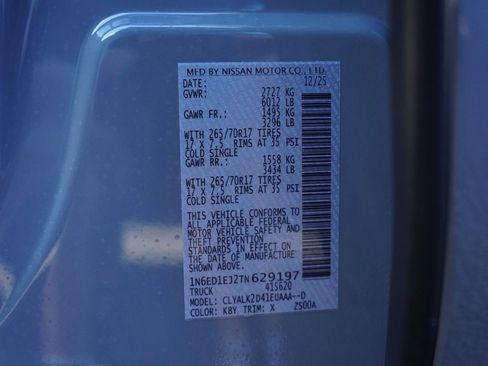 MFD BY NISSAN MOTOR CO., LTD.
DATE: 12/25
GVWR: 2727 KG
6012 LB
GAWR FR.: 1495 KG
3296 LB
WITH 265/70R17 TIRES
17 X 7.5 RIMS AT 35 PSI
COLD SINGLE
GAWR RR.: 1558 KG
3434 LB
WITH 265/70R17 TIRES
17 X 7.5 RIMS AT 35 PSI
COLD SINGLE
THIS VEHICLE CONFORMS TO
ALL APPLICABLE FEDERAL
MOTOR VEHICLE SAFETY AND
THEFT PREVENTION
STANDARDS IN EFFECT ON
THE DATE OF MANUFACTURE
SHOWN ABOVE.
1N6ED1EJ2TN629197
TRUCK 415620
MODEL: CLYALK2D41EUAAA--D
COLOR: KBY TRIM: X 2500A